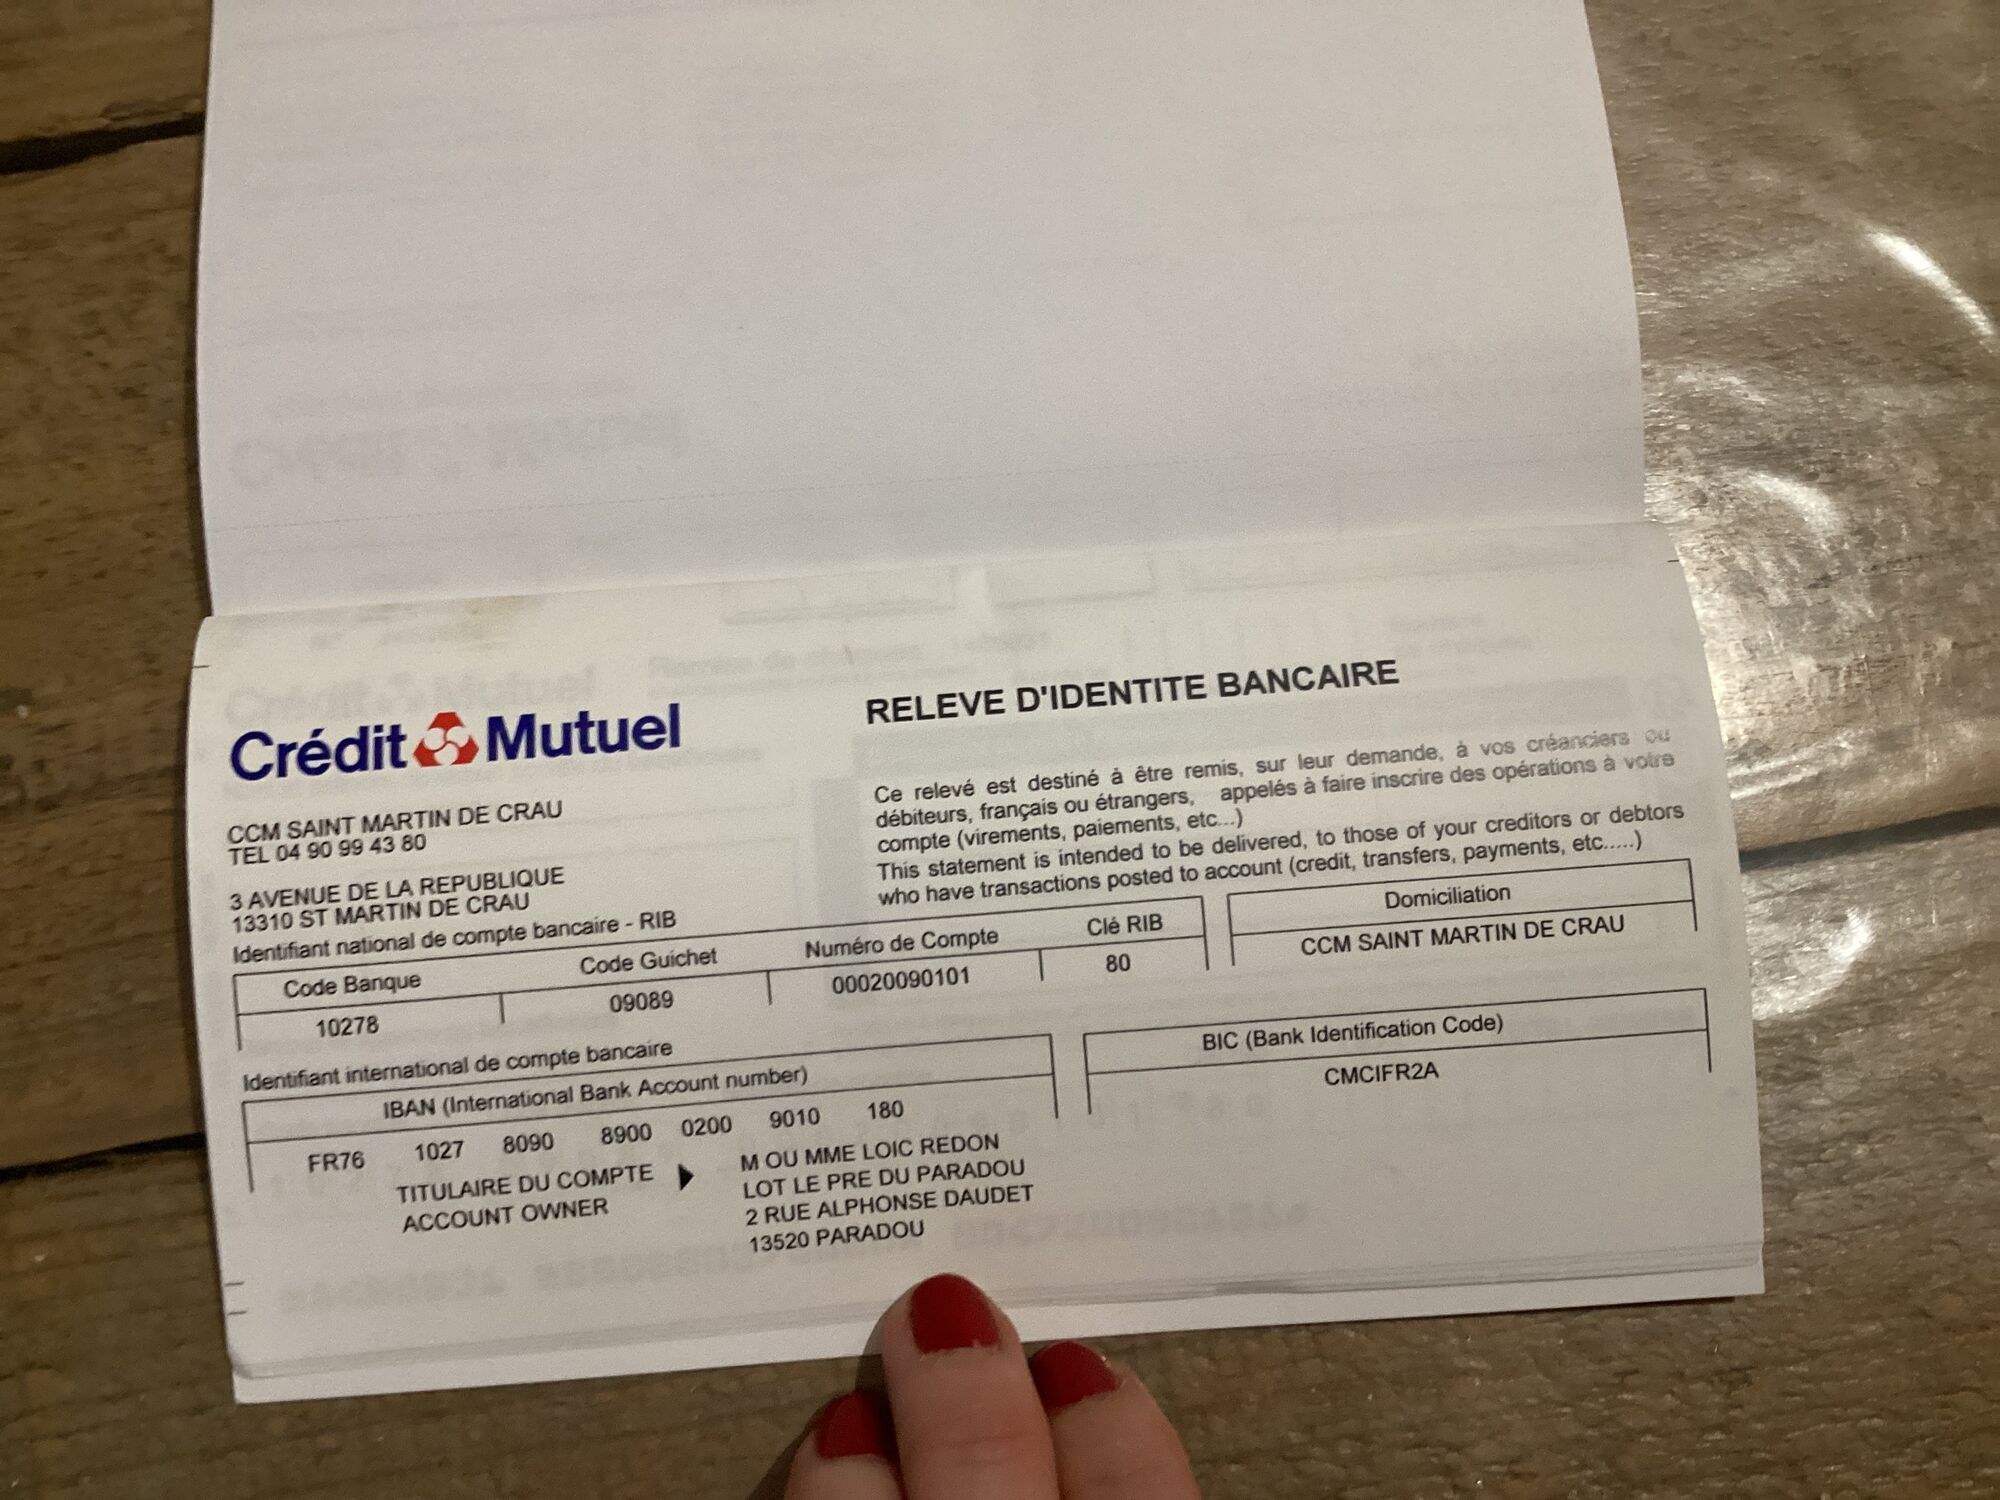 Crédit Mutuel
RELEVE D'IDENTITE BANCAIRE
CCM SAINT MARTIN DE CRAU
TEL 04 90 99 43 80
3 AVENUE DE LA REPUBLIQUE
13310 ST MARTIN DE CRAU
Ce relevé est destiné à être remis, sur leur demande, à vos créanciers ou
débiteurs, français ou étrangers, appelés à faire inscrire des opérations à votre
compte (virements, paiements, etc...)
This statement is intended to be delivered, to those of your creditors or debtors
who have transactions posted to account (credit, transfers, payments, etc.....)
Identifiant national de compte bancaire - RIB
Code Banque Code Guichet Numéro de Compte Clé RIB
10278 09089 00020090101 80
Domiciliation
CCM SAINT MARTIN DE CRAU
Identifiant international de compte bancaire
IBAN (International Bank Account number)
FR76 1027 8090 8900 0200 9010 180
BIC (Bank Identification Code)
CMCIFR2A
TITULAIRE DU COMPTE
ACCOUNT OWNER
M OU MME LOIC REDON
LOT LE PRE DU PARADOU
2 RUE ALPHONSE DAUDET
13520 PARADOU